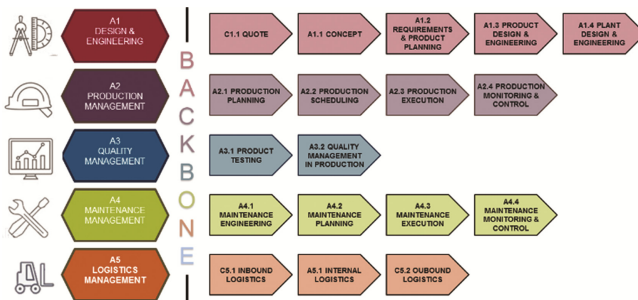 A1
DESIGN &
ENGINEERING
C1.1 QUOTE
A1.1 CONCEPT
A1.2
REQUIREMENTS
& PRODUCT
PLANNING
A1.3 PRODUCT
DESIGN &
ENGINEERING
A1.4 PLANT
DESIGN &
ENGINEERING
A2
PRODUCTION
MANAGEMENT
A2.1 PRODUCTION
PLANNING
A2.2 PRODUCTION
SCHEDULING
A2.3 PRODUCTION
EXECUTION
A2.4 PRODUCTION
MONITORING &
CONTROL
A3
QUALITY
MANAGEMENT
A3.1 PRODUCT
TESTING
A3.2 QUALITY
MANAGEMENT
IN PRODUCTION
A4
MAINTENANCE
MANAGEMENT
A4.1
MAINTENANCE
ENGINEERING
A4.2
MAINTENANCE
PLANNING
A4.3
MAINTENANCE
EXECUTION
A4.4
MAINTENANCE
MONITORING &
CONTROL
A5
LOGISTICS
MANAGEMENT
C5.1 INBOUND
LOGISTICS
A5.1 INTERNAL
LOGISTICS
C5.2 OUBOUND
LOGISTICS
BACKBONE